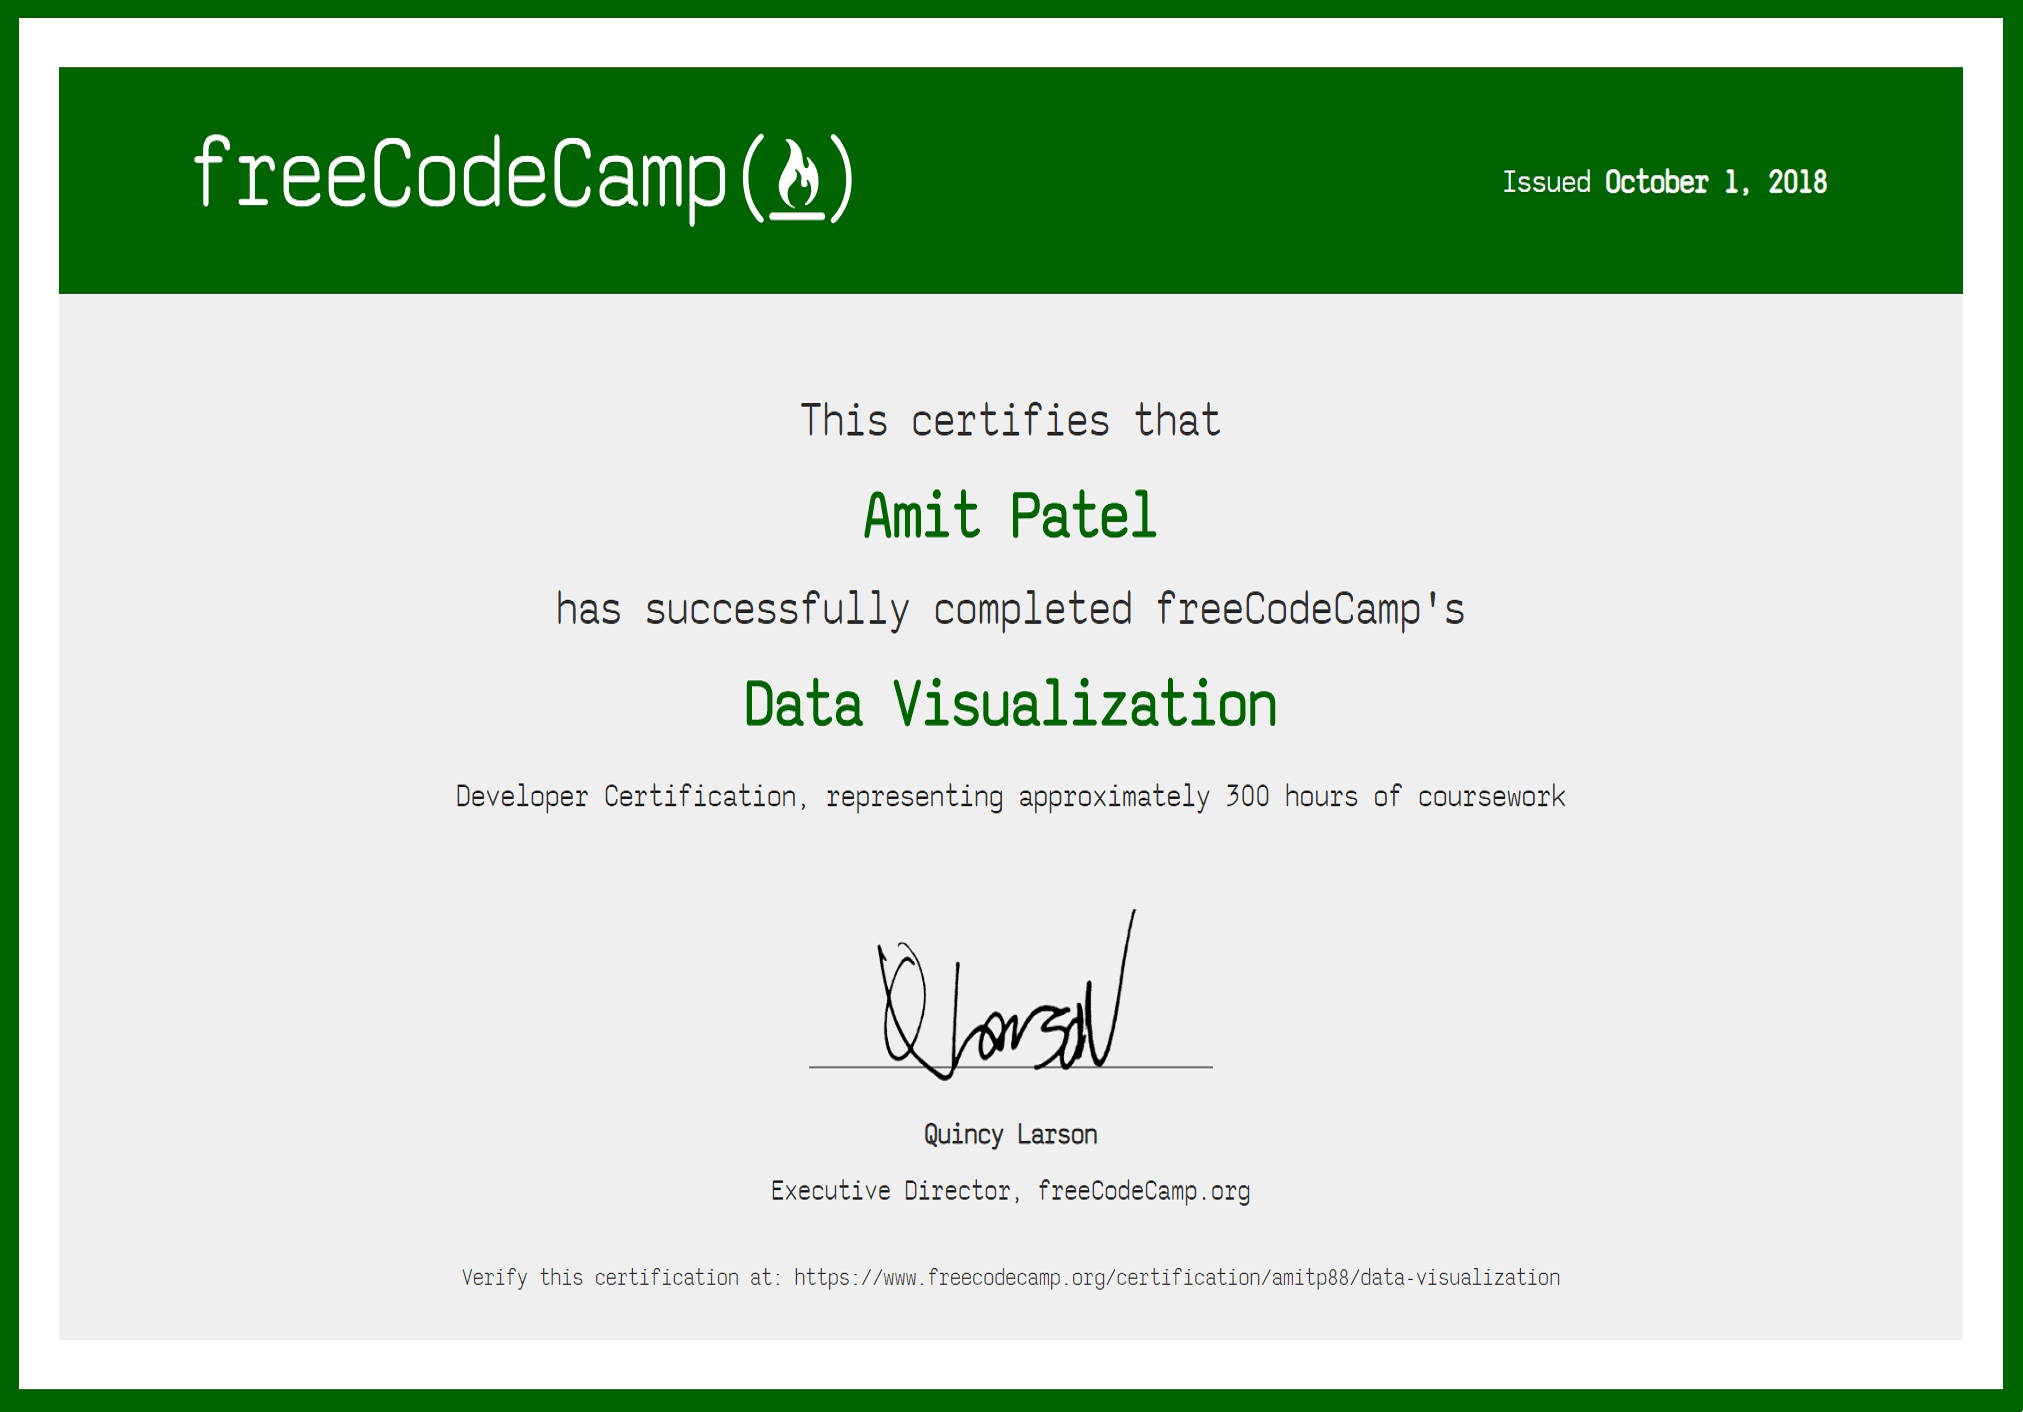 freeCodeCamp(🔥)
Issued October 1, 2018
This certifies that
Amit Patel
has successfully completed freeCodeCamp's
Data Visualization
Developer Certification, representing approximately 300 hours of coursework
Q Larson
Quincy Larson
Executive Director, freeCodeCamp.org
Verify this certification at: https://www.freecodecamp.org/certification/amitp88/data-visualization